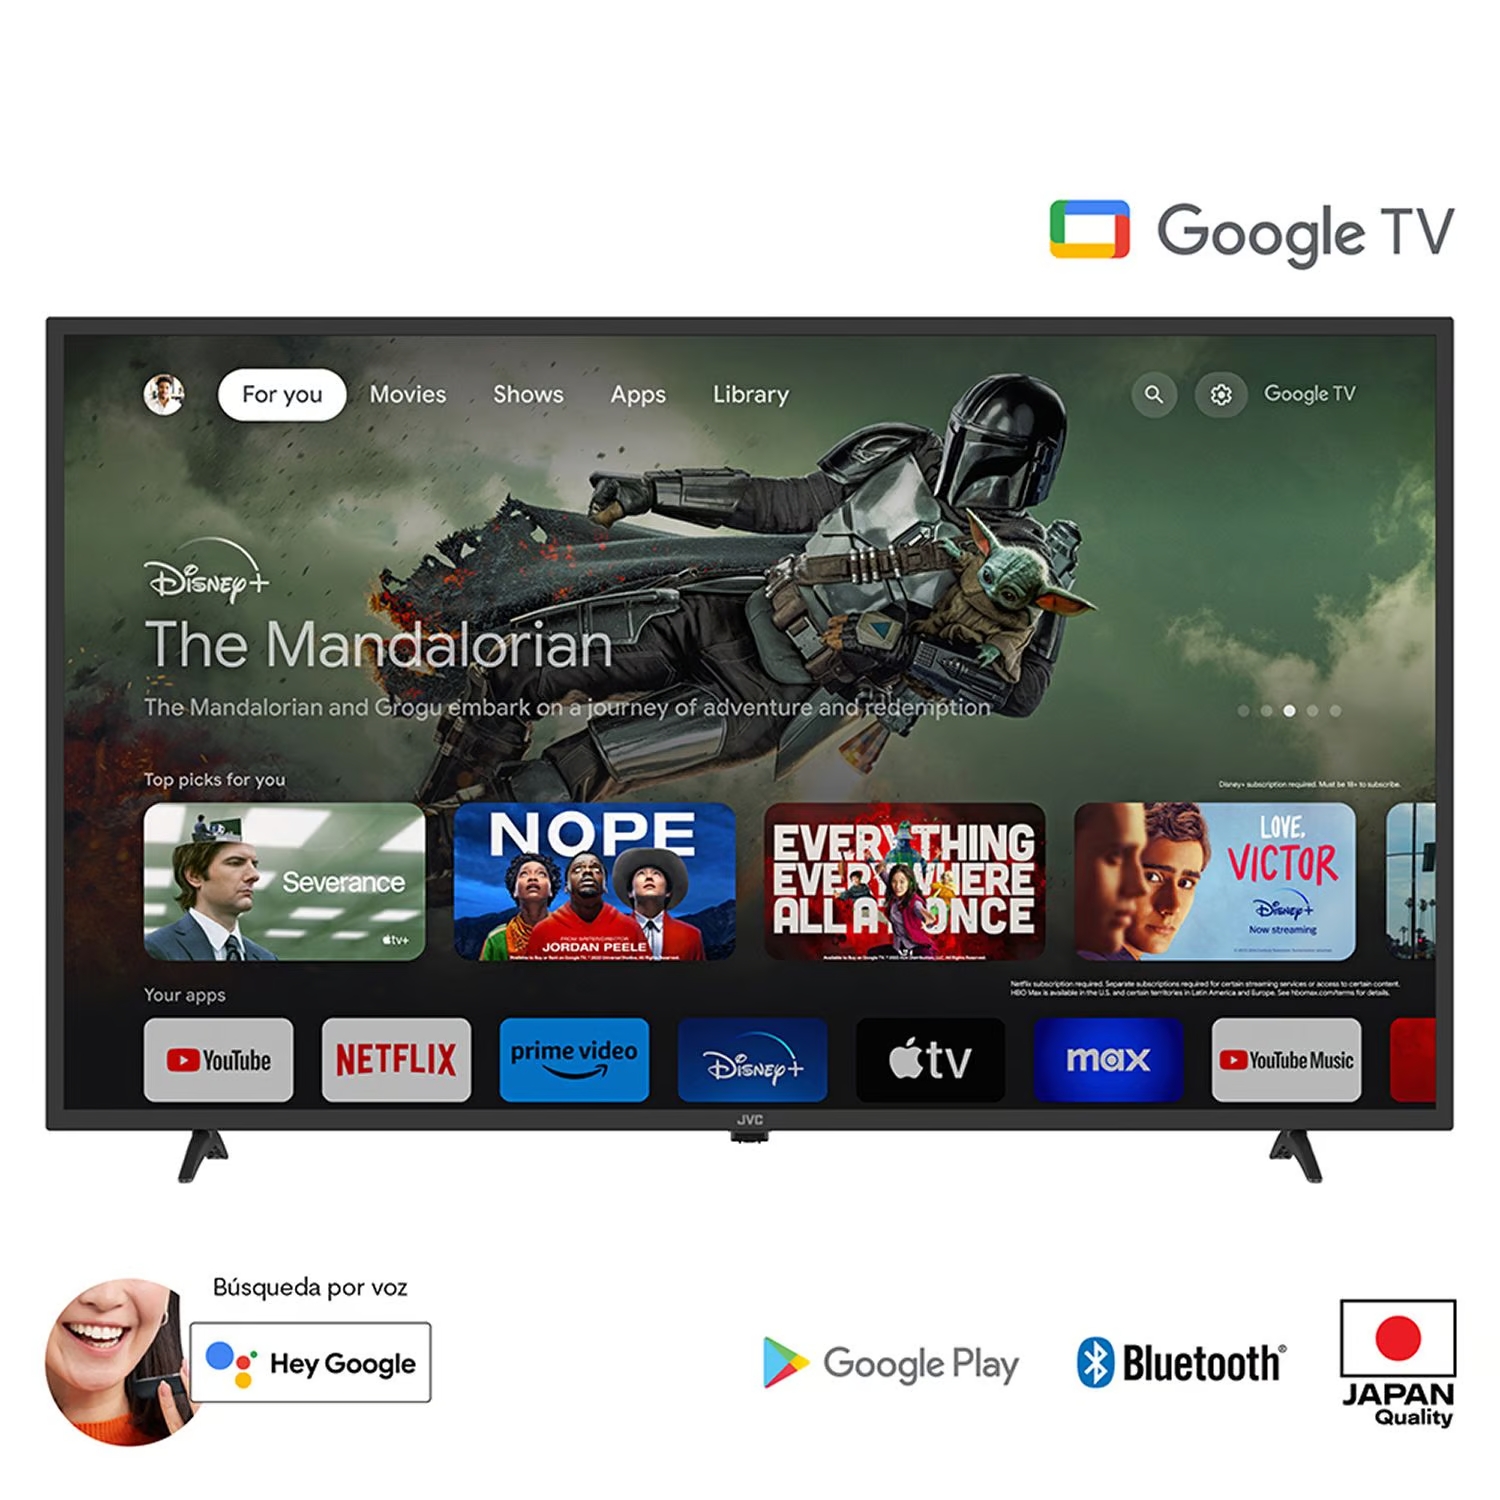 Google TV
For you Movies Shows Apps Library Google TV
Disney+
The Mandalorian
The Mandalorian and Grogu embark on a journey of adventure and redemption
Top picks for you
Disney+ subscription required. Must be 18+ to subscribe.
Severance
tv+
NOPE
FROM WRITER/DIRECTOR
JORDAN PEELE
EVERYTHING
EVERYWHERE
ALL AT ONCE
LOVE,
VICTOR
Disney+
Now streaming
Your apps
Netflix subscription required. Separate subscriptions required for certain streaming services or access to certain content.
HBO Max is available in the U.S. and certain territories in Latin America and Europe. See hbomax.com/terms for details.
YouTube NETFLIX prime video Disney+ tv max YouTube Music
JVC
Búsqueda por voz
Hey Google
Google Play
Bluetooth®
JAPAN
Quality